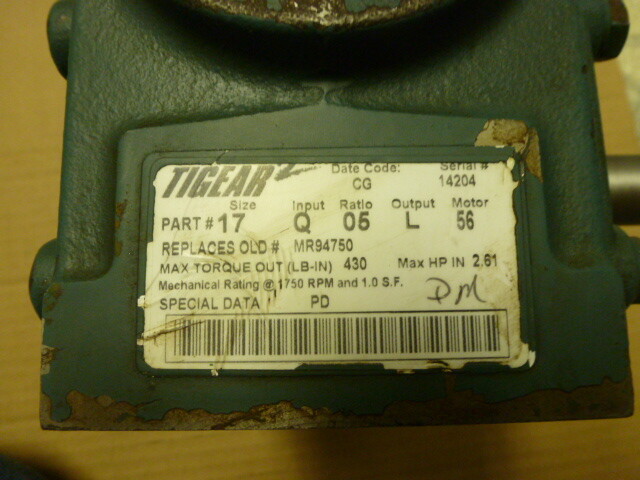 TIGEAR 2 Date Code: Serial #
CG 14204
Size Input Ratio Output Motor
PART # 17 Q 05 L 56
REPLACES OLD # MR94750
MAX TORQUE OUT (LB-IN) 430 Max HP IN 2.61
Mechanical Rating @ 1750 RPM and 1.0 S.F.
SPECIAL DATA PD DM